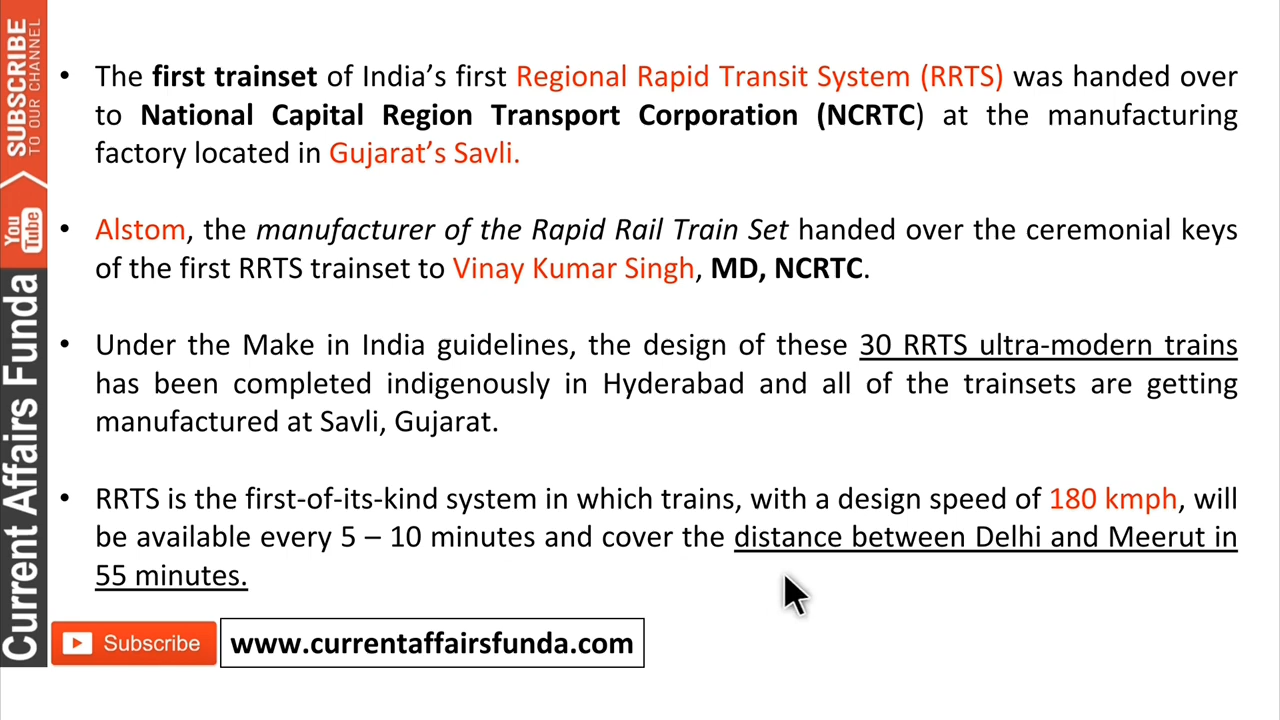 • The first trainset of India’s first Regional Rapid Transit System (RRTS) was handed over
to National Capital Region Transport Corporation (NCRTC) at the manufacturing
factory located in Gujarat’s Savli.
• Alstom, the manufacturer of the Rapid Rail Train Set handed over the ceremonial keys
of the first RRTS trainset to Vinay Kumar Singh, MD, NCRTC.
• Under the Make in India guidelines, the design of these 30 RRTS ultra-modern trains
has been completed indigenously in Hyderabad and all of the trainsets are getting
manufactured at Savli, Gujarat.
• RRTS is the first-of-its-kind system in which trains, with a design speed of 180 kmph, will
be available every 5 – 10 minutes and cover the distance between Delhi and Meerut in
55 minutes.
Subscribe
www.currentaffairsfunda.com
SUBSCRIBE
TO OUR CHANNEL
You
Tube
Current Affairs Funda